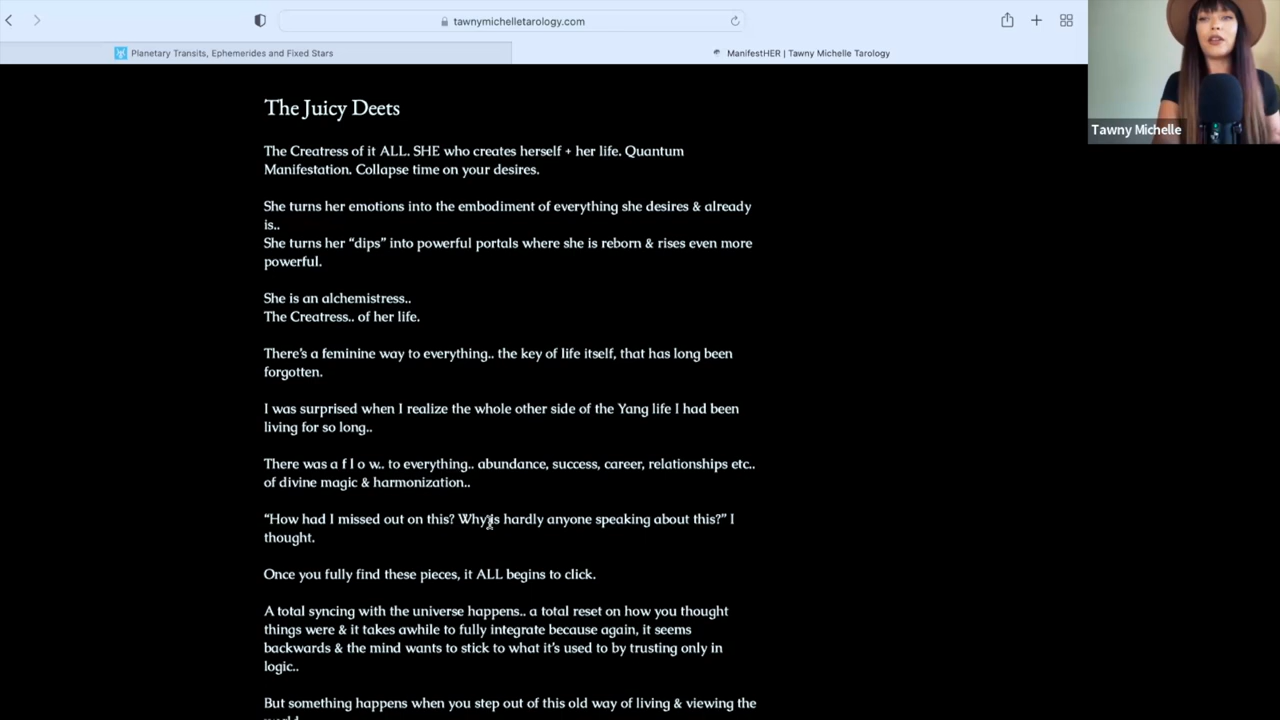 tawnymichelletarology.com
Planetary Transits, Ephemerides and Fixed Stars
ManifestHER | Tawny Michelle Tarology
Tawny Michelle
The Juicy Deets
The Creatress of it ALL. SHE who creates herself + her life. Quantum
Manifestation. Collapse time on your desires.
She turns her emotions into the embodiment of everything she desires & already
is..
She turns her “dips” into powerful portals where she is reborn & rises even more
powerful.
She is an alchemistress..
The Creatress.. of her life.
There’s a feminine way to everything.. the key of life itself, that has long been
forgotten.
I was surprised when I realize the whole other side of the Yang life I had been
living for so long..
There was a f l o w.. to everything.. abundance, success, career, relationships etc..
of divine magic & harmonization..
“How had I missed out on this? Why is hardly anyone speaking about this?” I
thought.
Once you fully find these pieces, it ALL begins to click.
A total syncing with the universe happens.. a total reset on how you thought
things were & it takes awhile to fully integrate because again, it seems
backwards & the mind wants to stick to what it’s used to by trusting only in
logic..
But something happens when you step out of this old way of living & viewing the